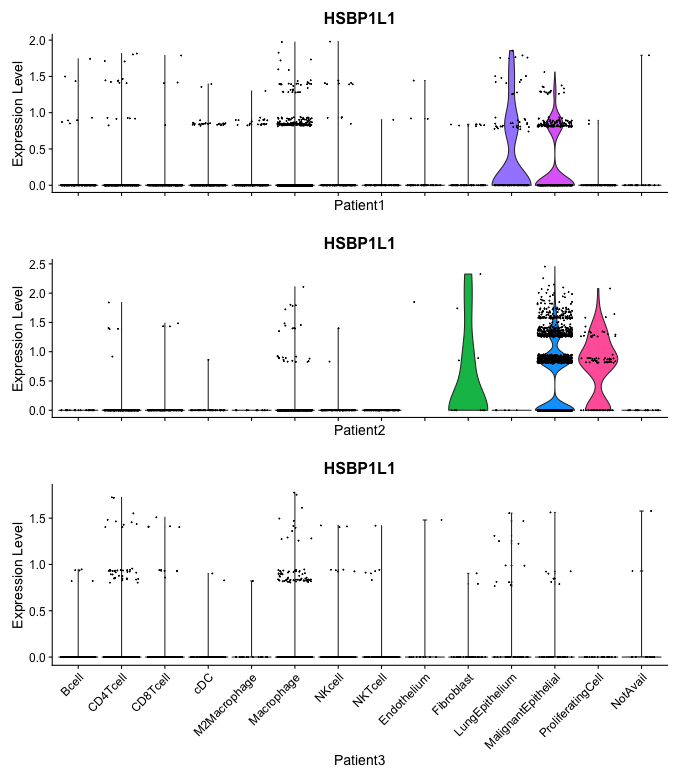 HSBP1L1
Expression Level
2.0
1.5
1.0
0.5
0.0
Patient1
HSBP1L1
Expression Level
2.5
2.0
1.5
1.0
0.5
0.0
Patient2
HSBP1L1
Expression Level
1.5
1.0
0.5
0.0
Bcell
CD4Tcell
CD8Tcell
cDC
M2Macrophage
Macrophage
NKcell
NKTcell
Endothelium
Fibroblast
LungEpithelium
MalignantEpithelial
ProliferatingCell
NotAvail
Patient3